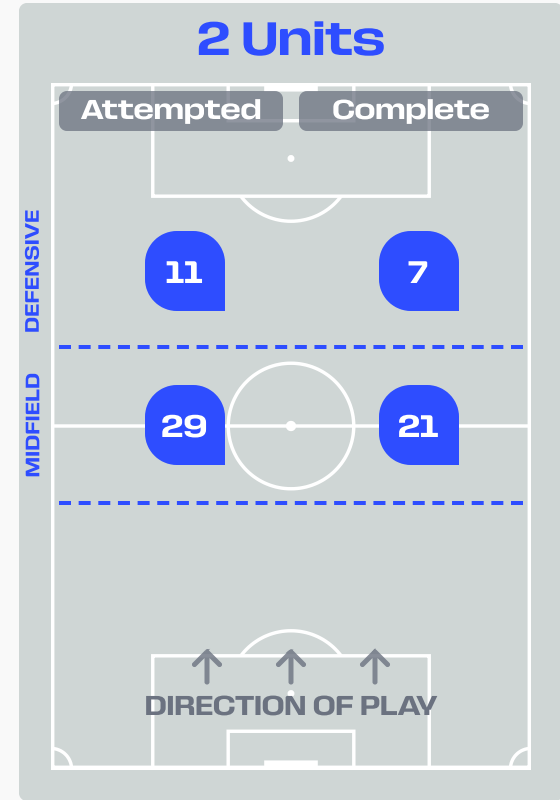 2 Units
Attempted
Complete
DEFENSIVE
11
7
MIDFIELD
29
21
DIRECTION OF PLAY